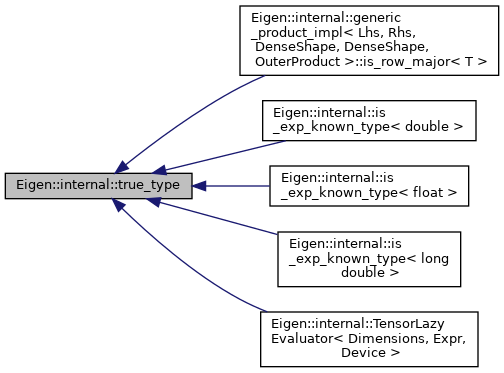 Eigen::internal::generic
_product_impl< Lhs, Rhs,
DenseShape, DenseShape,
OuterProduct >::is_row_major< T >
Eigen::internal::is
_exp_known_type< double >
Eigen::internal::true_type
Eigen::internal::is
_exp_known_type< float >
Eigen::internal::is
_exp_known_type< long
double >
Eigen::internal::TensorLazy
Evaluator< Dimensions, Expr,
Device >